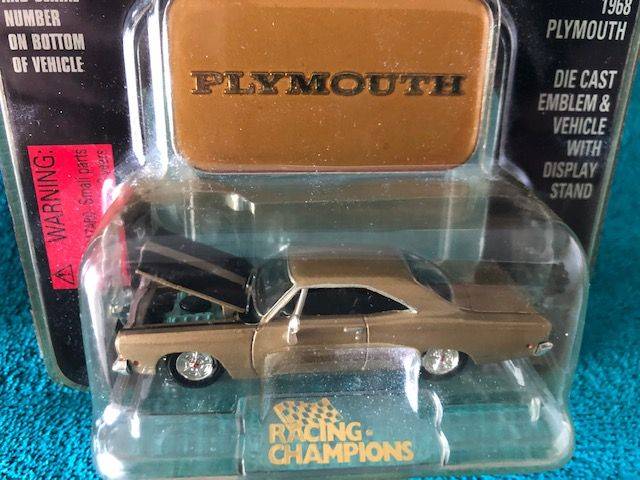 NUMBER
ON BOTTOM
OF VEHICLE
PLYMOUTH
1968
PLYMOUTH
DIE CAST
EMBLEM &
VEHICLE
WITH
DISPLAY
STAND
WARNING:
Small parts
RACING
CHAMPIONS